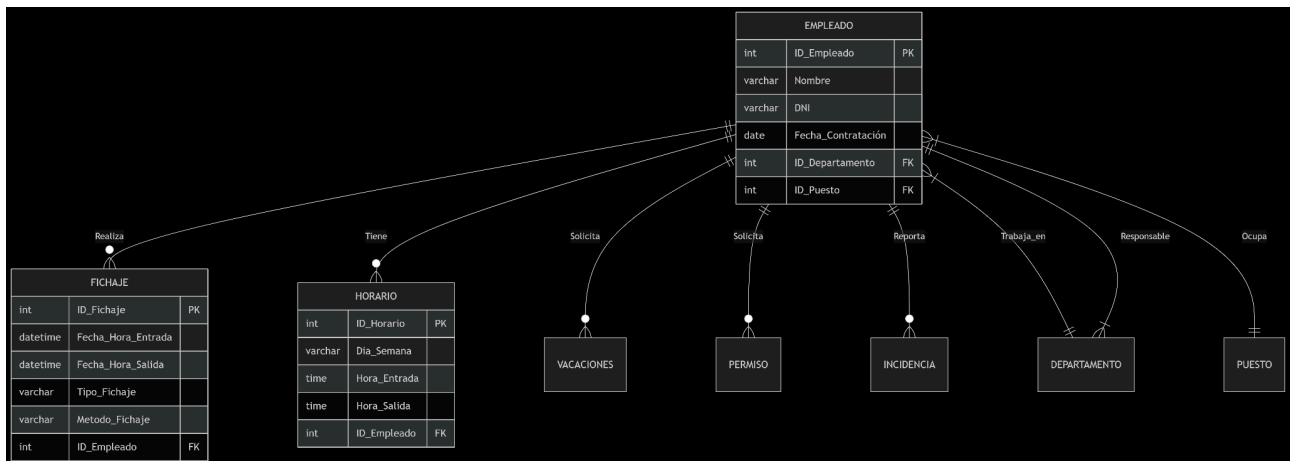 EMPLEADO
int ID_Empleado PK
varchar Nombre
varchar DNI
date Fecha_Contratación
int ID_Departamento FK
int ID_Puesto FK
Realiza Tiene Solicita Solicita Reporta Trabaja_en Responsable Ocupa
FICHAJE
int ID_Fichaje PK
datetime Fecha_Hora_Entrada
datetime Fecha_Hora_Salida
varchar Tipo_Fichaje
varchar Metodo_Fichaje
int ID_Empleado FK
HORARIO
int ID_Horario PK
varchar Dia_Semana
time Hora_Entrada
time Hora_Salida
int ID_Empleado FK
VACACIONES
PERMISO
INCIDENCIA
DEPARTAMENTO
PUESTO